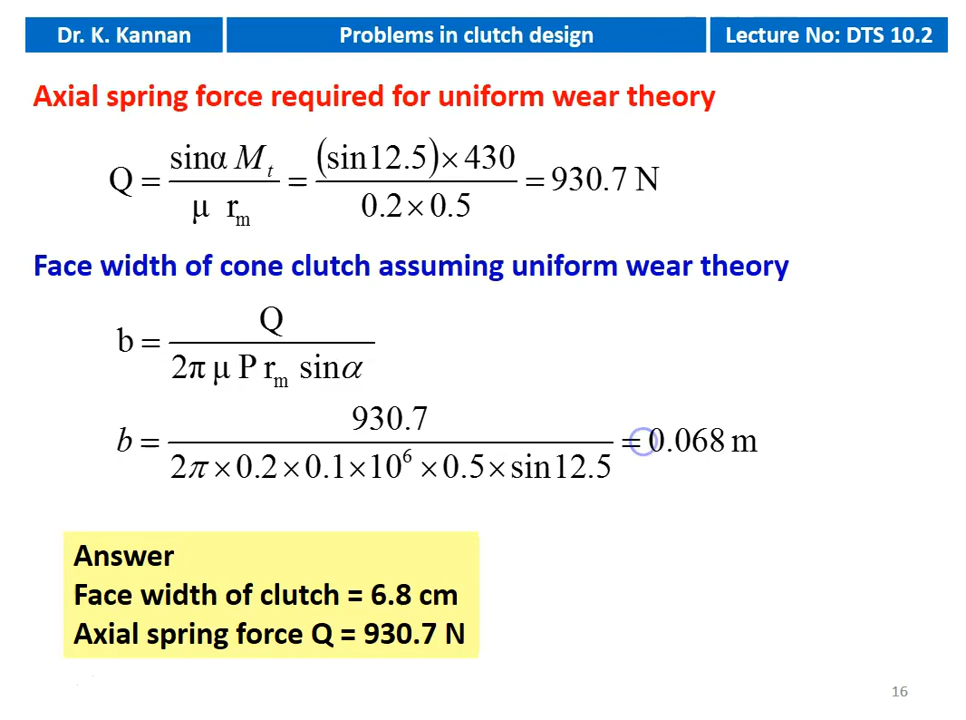 Dr. K. Kannan Problems in clutch design Lecture No: DTS 10.2
Axial spring force required for uniform wear theory
Q = sinα M_t / μ r_m = (sin12.5) × 430 / 0.2 × 0.5 = 930.7 N
Face width of cone clutch assuming uniform wear theory
b = Q / 2π μ P r_m sinα
b = 930.7 / 2π × 0.2 × 0.1 × 10^6 × 0.5 × sin12.5 = 0.068 m
Answer
Face width of clutch = 6.8 cm
Axial spring force Q = 930.7 N
16